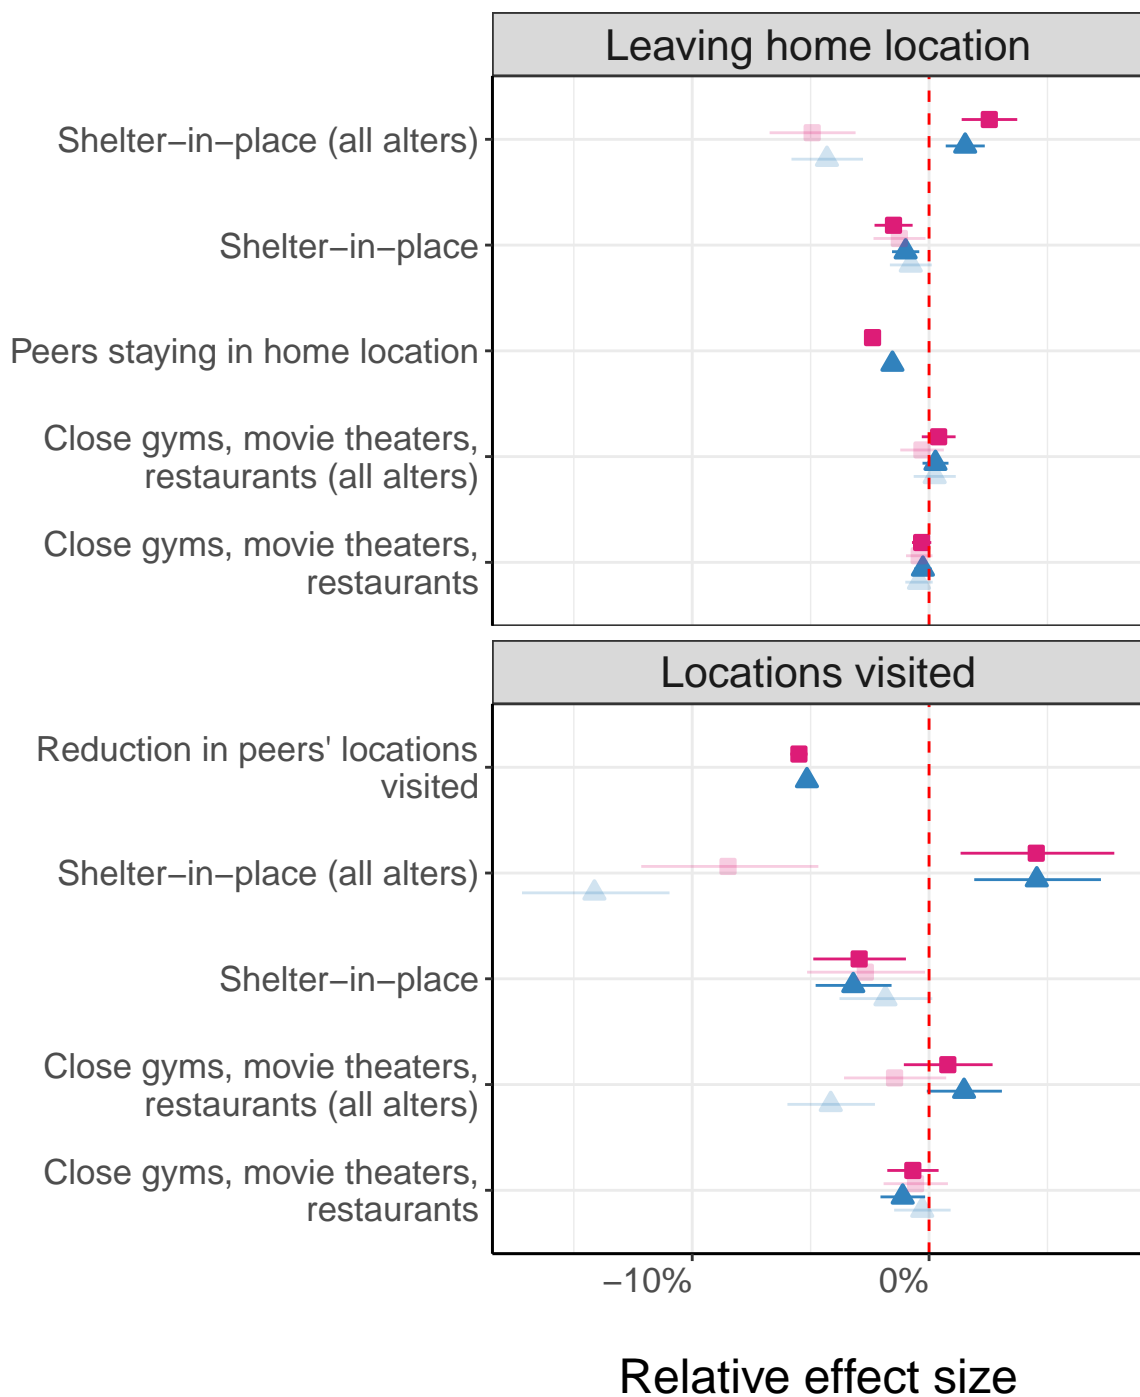 Leaving home location
Shelter−in−place (all alters)
Shelter−in−place
Peers staying in home location
Close gyms, movie theaters,
restaurants (all alters)
Close gyms, movie theaters,
restaurants
Locations visited
Reduction in peers' locations
visited
Shelter−in−place (all alters)
Shelter−in−place
Close gyms, movie theaters,
restaurants (all alters)
Close gyms, movie theaters,
restaurants
−10% 0%
Relative effect size